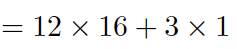 = 12 × 16 + 3 × 1